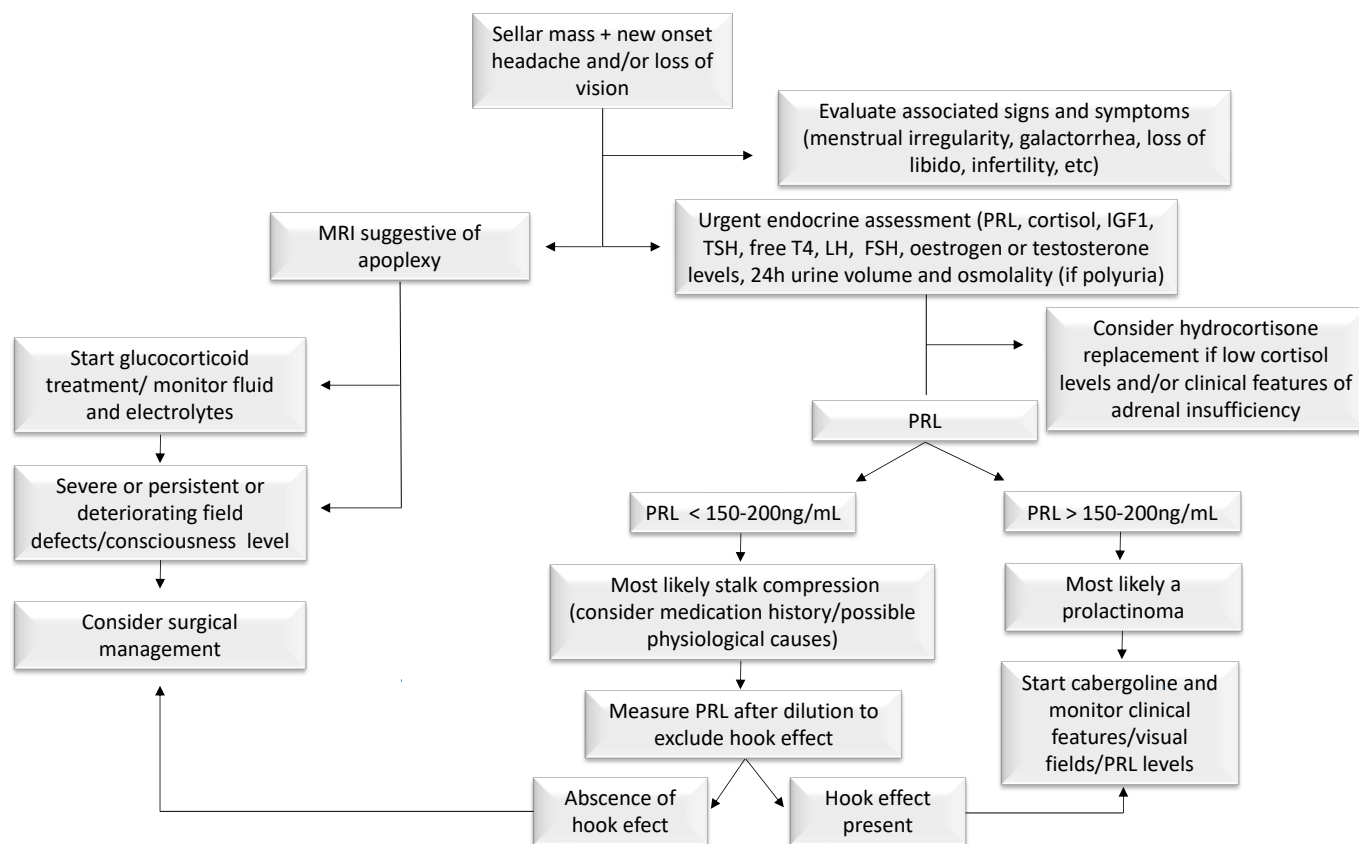 Sellar mass + new onset
headache and/or loss of
vision
Evaluate associated signs and symptoms
(menstrual irregularity, galactorrhea, loss of
libido, infertility, etc)
MRI suggestive of
apoplexy
Urgent endocrine assessment (PRL, cortisol, IGF1,
TSH, free T4, LH, FSH, oestrogen or testosterone
levels, 24h urine volume and osmolality (if polyuria)
Start glucocorticoid
treatment/ monitor fluid
and electrolytes
Consider hydrocortisone
replacement if low cortisol
levels and/or clinical features of
adrenal insufficiency
PRL
Severe or persistent or
deteriorating field
defects/consciousness level
PRL < 150-200ng/mL
PRL > 150-200ng/mL
Consider surgical
management
Most likely stalk compression
(consider medication history/possible
physiological causes)
Most likely a
prolactinoma
Measure PRL after dilution to
exclude hook effect
Start cabergoline and
monitor clinical
features/visual
fields/PRL levels
Abscence of
hook efect
Hook effect
present